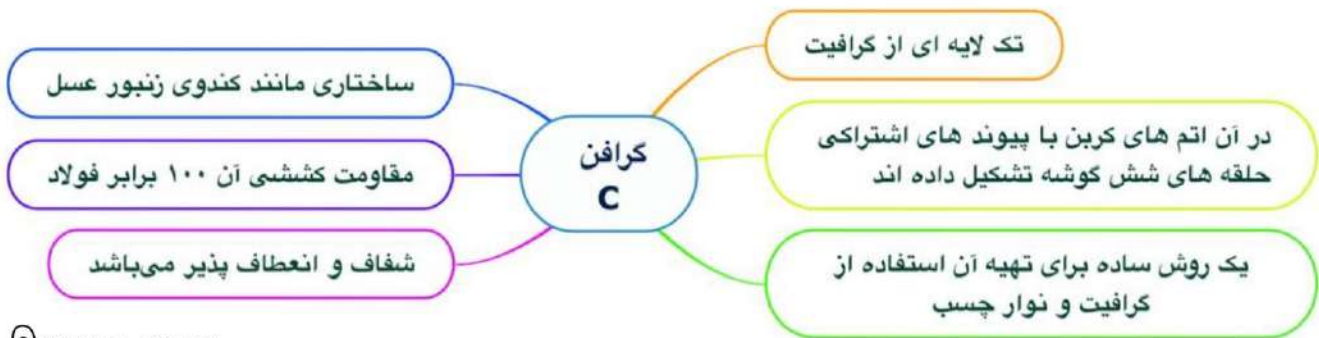 گرافن
C
تک لایه ای از گرافیت
در آن اتم های کربن با پیوند های اشتراکی
حلقه های شش گوشه تشکیل داده اند
یک روش ساده برای تهیه آن استفاده از
گرافیت و نوار چسب
ساختاری مانند کندوی زنبور عسل
مقاومت کششی آن ۱۰۰ برابر فولاد
شفاف و انعطاف پذیر می‌باشد